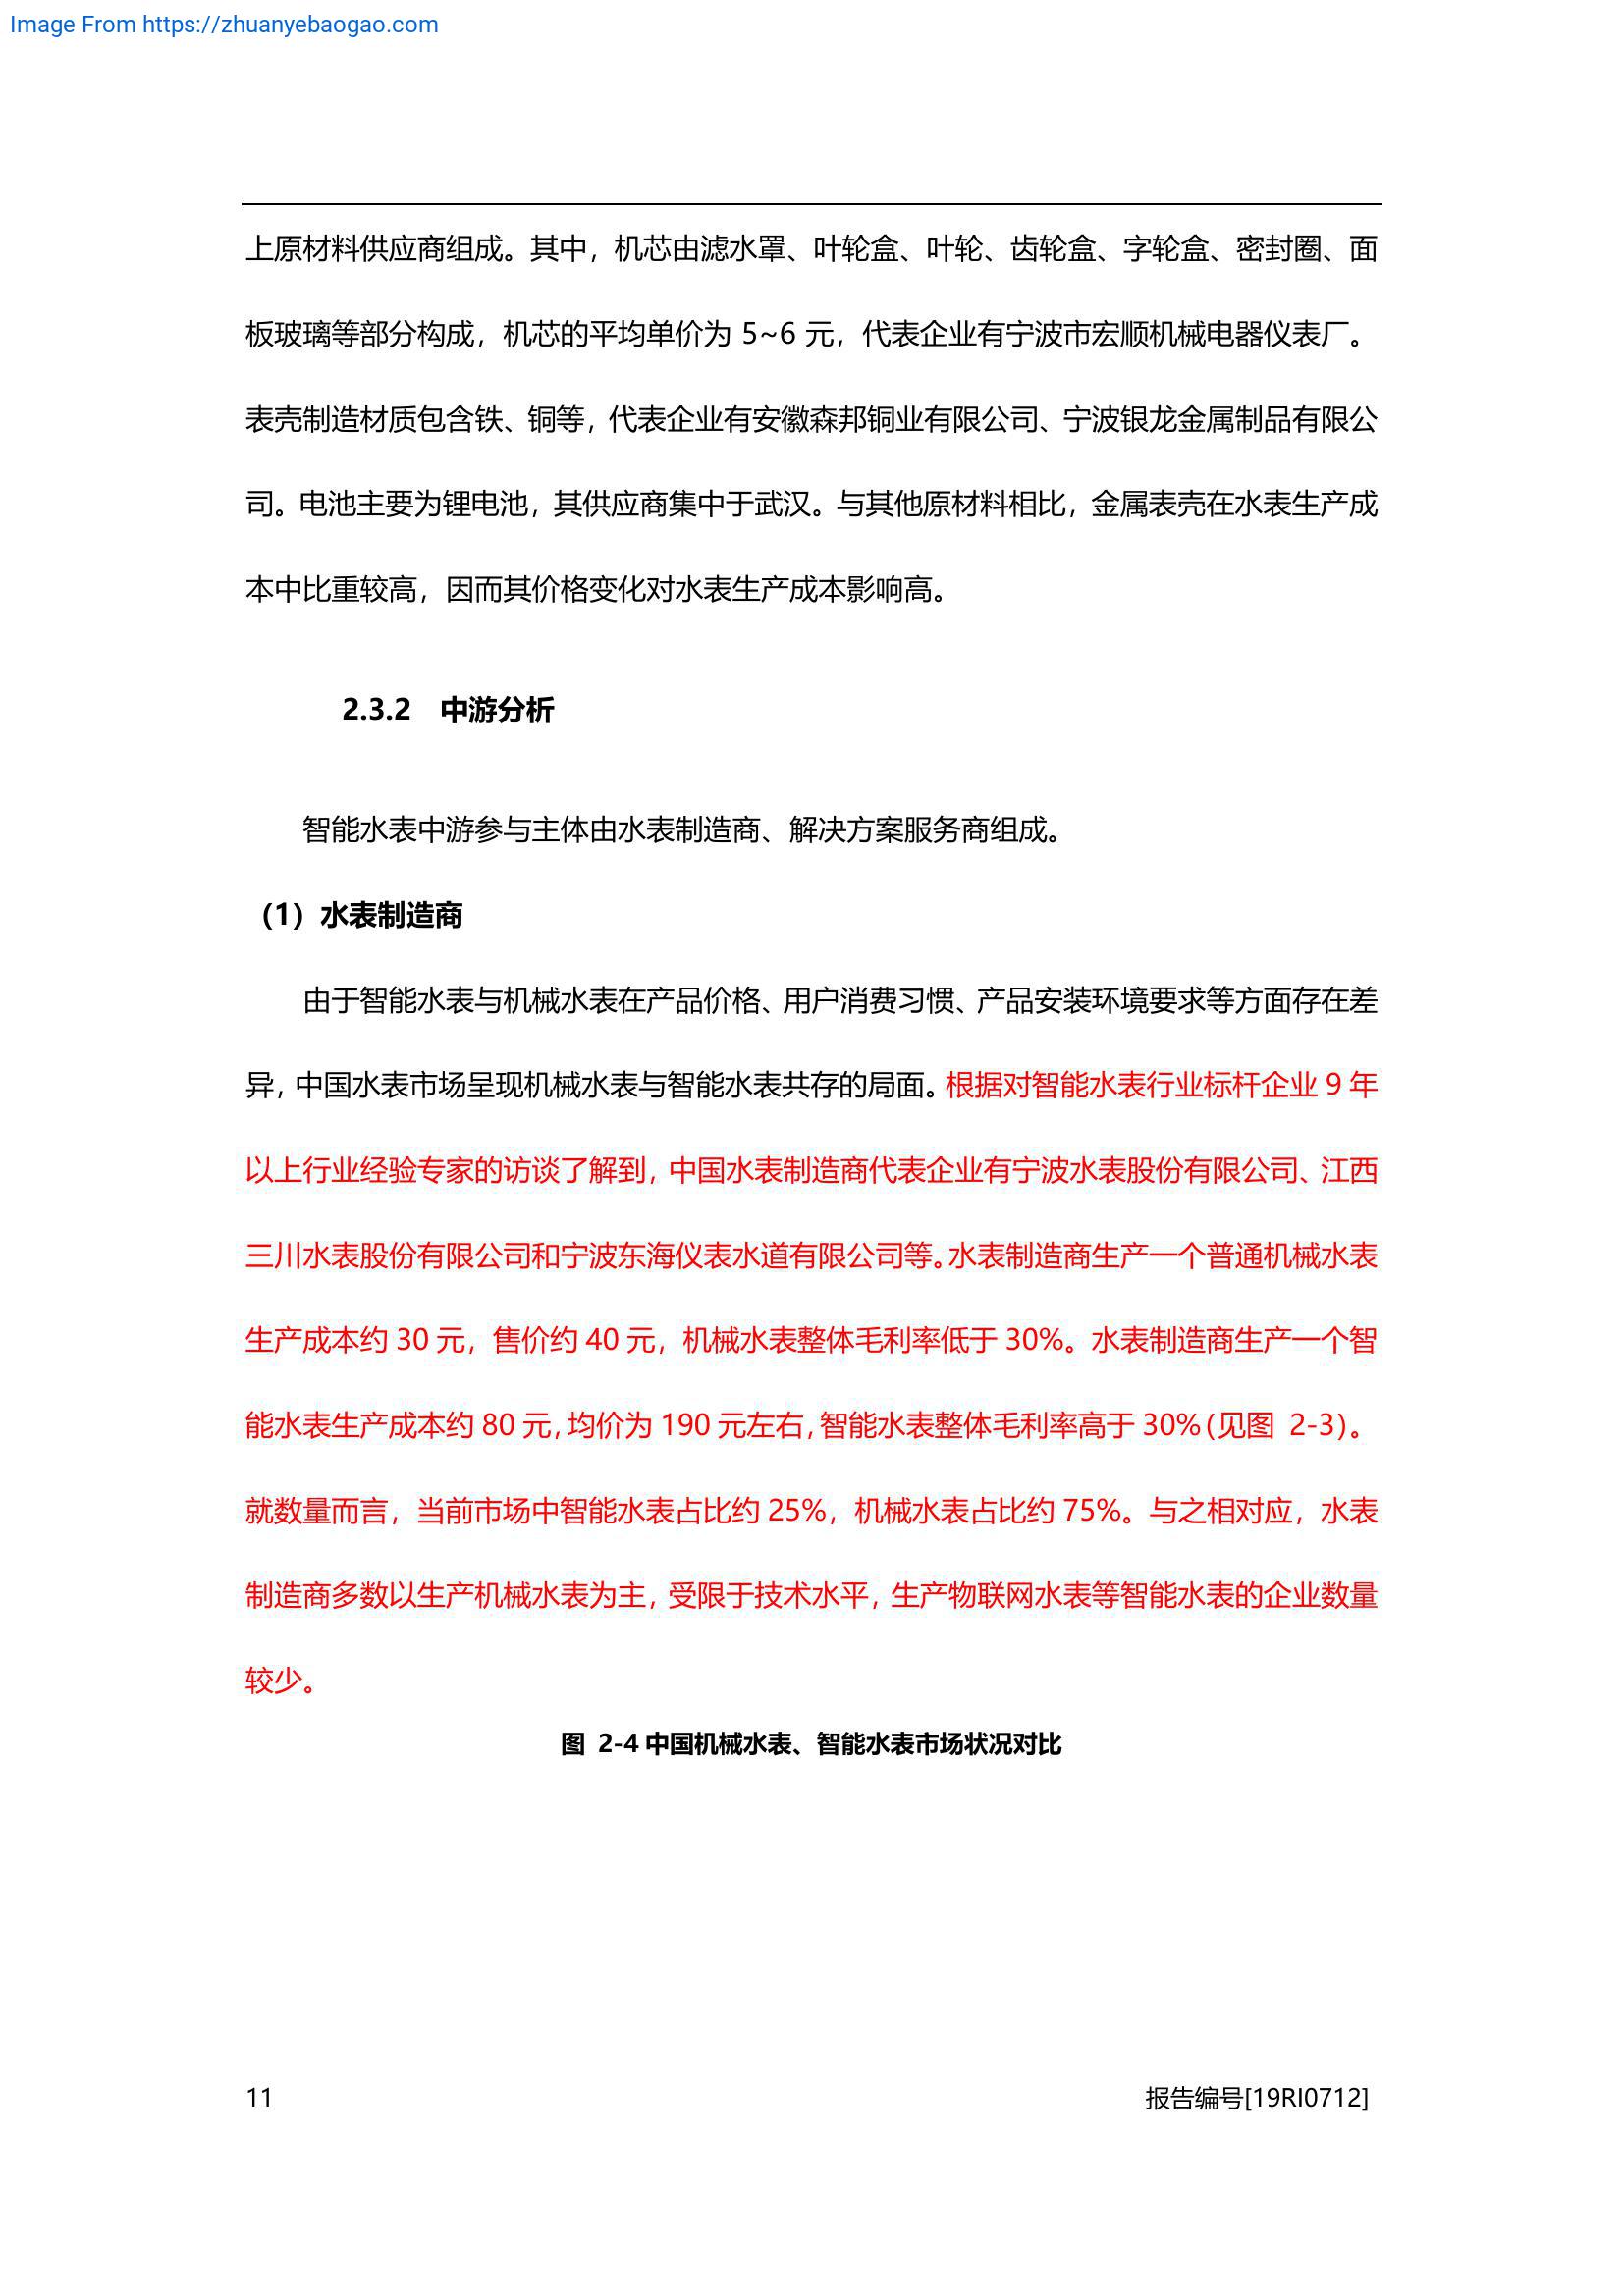 Image From https://zhuanyebaogao.com
上原材料供应商组成。其中，机芯由滤水罩、叶轮盒、叶轮、齿轮盒、字轮盒、密封圈、面
板玻璃等部分构成，机芯的平均单价为 5~6 元，代表企业有宁波市宏顺机械电器仪表厂。
表壳制造材质包含铁、铜等，代表企业有安徽森邦铜业有限公司、宁波银龙金属制品有限公
司。电池主要为锂电池，其供应商集中于武汉。与其他原材料相比，金属表壳在水表生产成
本中比重较高，因而其价格变化对水表生产成本影响高。
2.3.2 中游分析
智能水表中游参与主体由水表制造商、解决方案服务商组成。
（1）水表制造商
由于智能水表与机械水表在产品价格、用户消费习惯、产品安装环境要求等方面存在差
异，中国水表市场呈现机械水表与智能水表共存的局面。根据对智能水表行业标杆企业 9 年
以上行业经验专家的访谈了解到，中国水表制造商代表企业有宁波水表股份有限公司、江西
三川水表股份有限公司和宁波东海仪表水道有限公司等。水表制造商生产一个普通机械水表
生产成本约 30 元，售价约 40 元，机械水表整体毛利率低于 30%。水表制造商生产一个智
能水表生产成本约 80 元，均价为 190 元左右，智能水表整体毛利率高于 30%（见图 2-3）。
就数量而言，当前市场中智能水表占比约 25%，机械水表占比约 75%。与之相对应，水表
制造商多数以生产机械水表为主，受限于技术水平，生产物联网水表等智能水表的企业数量
较少。
图 2-4 中国机械水表、智能水表市场状况对比
11 报告编号[19RI0712]